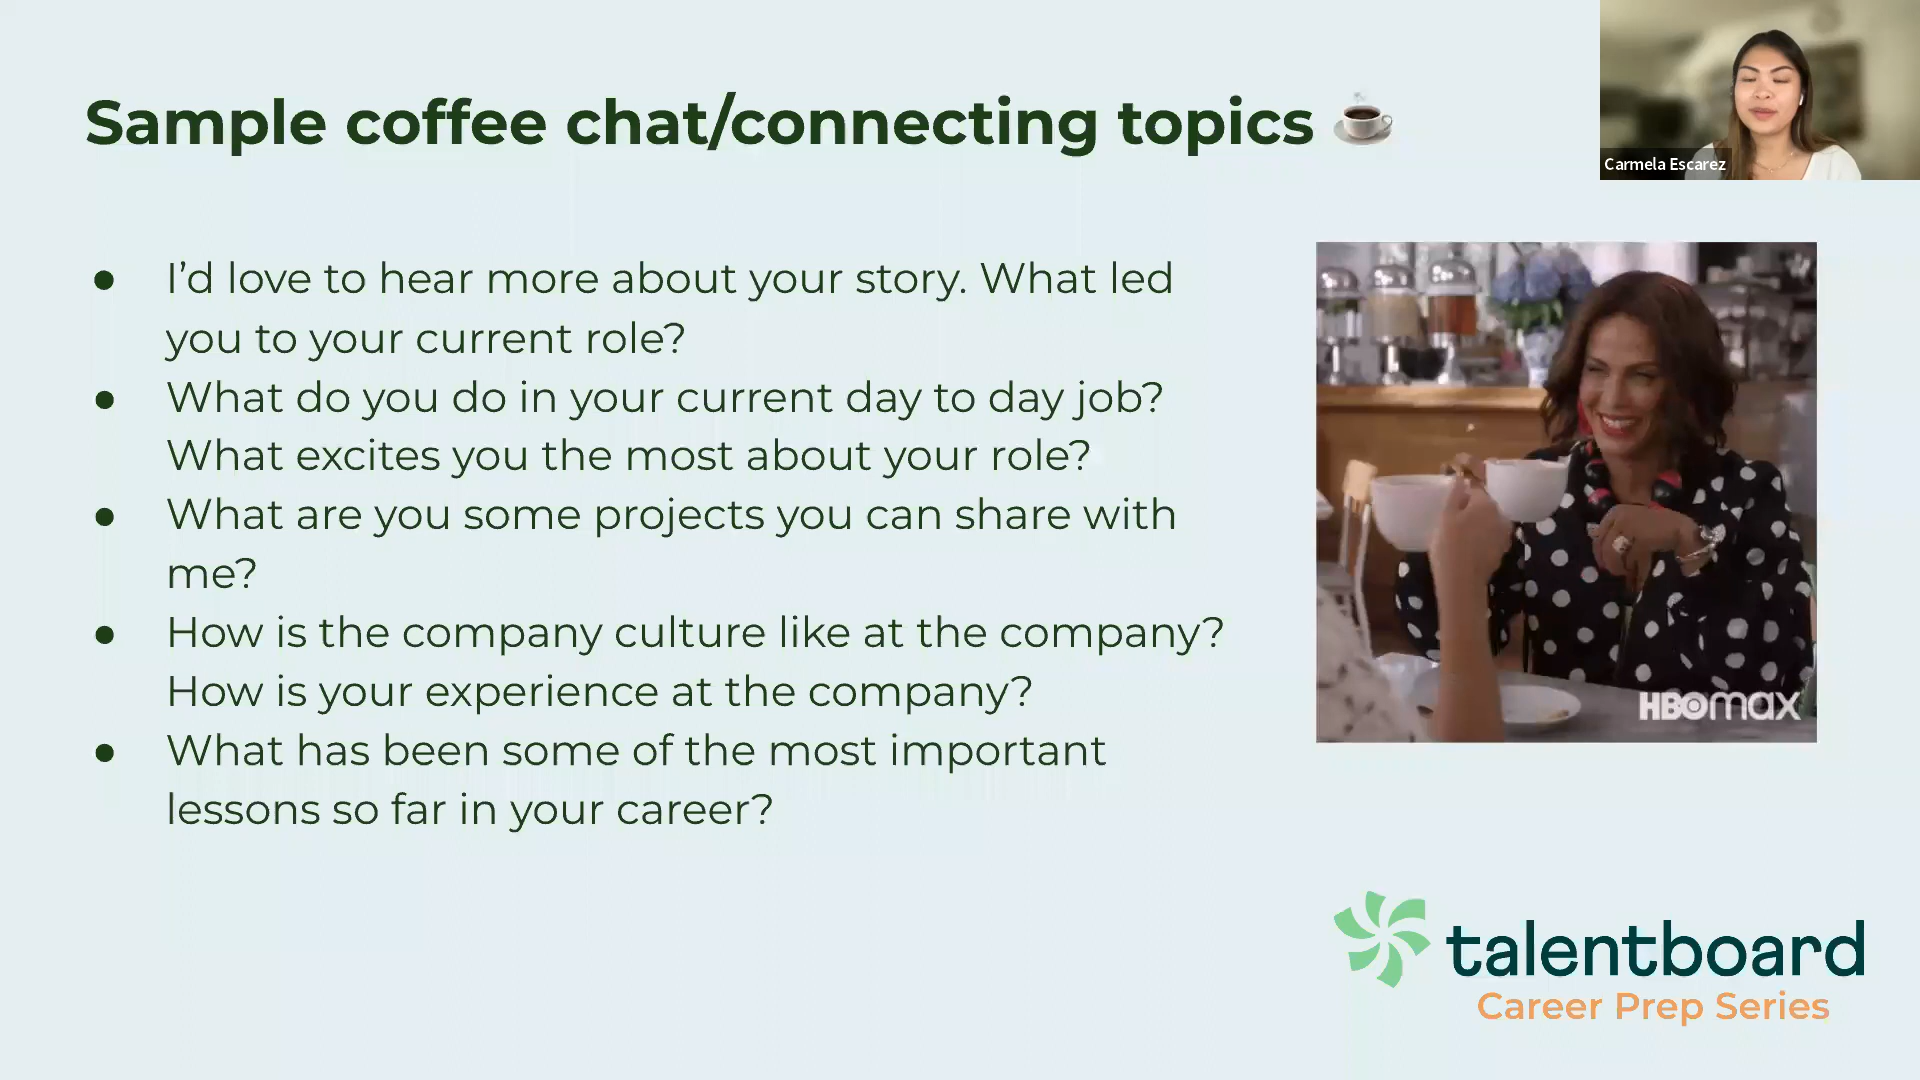 Sample coffee chat/connecting topics
Carmela Escarez
● I’d love to hear more about your story. What led
you to your current role?
● What do you do in your current day to day job?
What excites you the most about your role?
● What are you some projects you can share with
me?
● How is the company culture like at the company?
How is your experience at the company?
● What has been some of the most important
lessons so far in your career?
HBOmax
talentboard
Career Prep Series